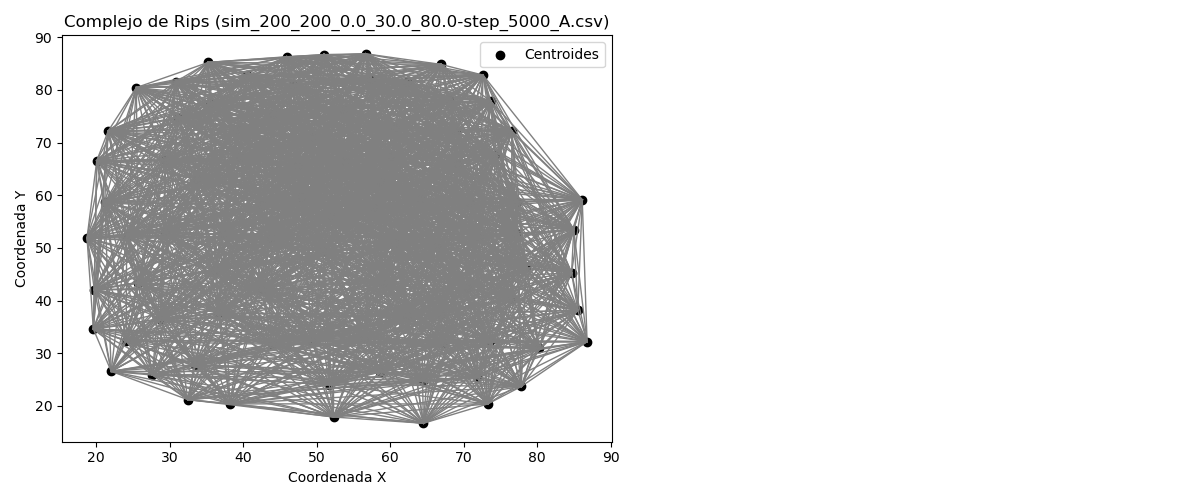 Complejo de Rips (sim_200_200_0.0_30.0_80.0-step_5000_A.csv)
Centroides
90
80
70
60
50
40
30
20
Coordenada Y
20 30 40 50 60 70 80 90
Coordenada X